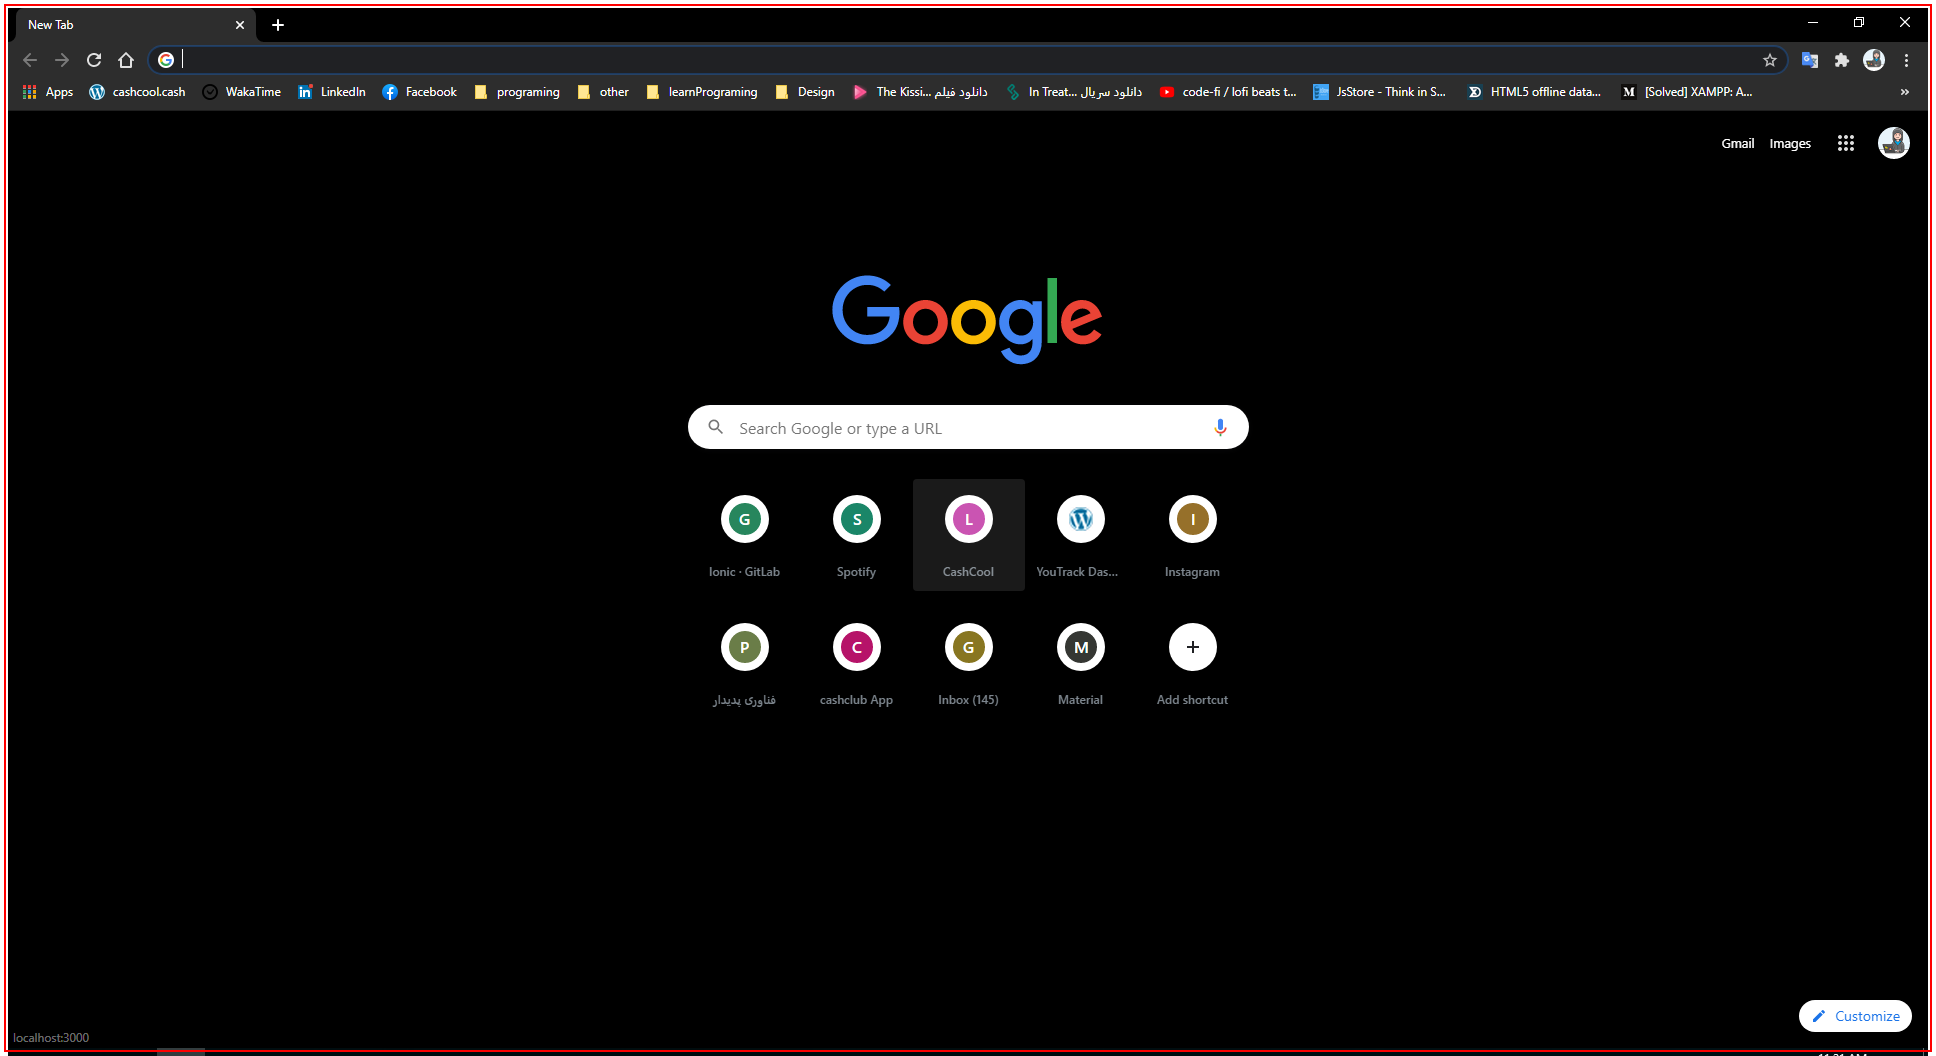 New Tab
Apps cashcool.cash WakaTime LinkedIn Facebook programing other learnPrograming Design The Kissi... دانلود فیلم In Treat... دانلود سریال code-fi / lofi beats t... JsStore - Think in S... HTML5 offline data... M [Solved] XAMPP: A... »
Gmail Images
Google
Search Google or type a URL
G S L I
Ionic · GitLab Spotify CashCool YouTrack Das... Instagram
P C G M
فناوری پدیدار cashclub App Inbox (145) Material Add shortcut
Customize
localhost:3000